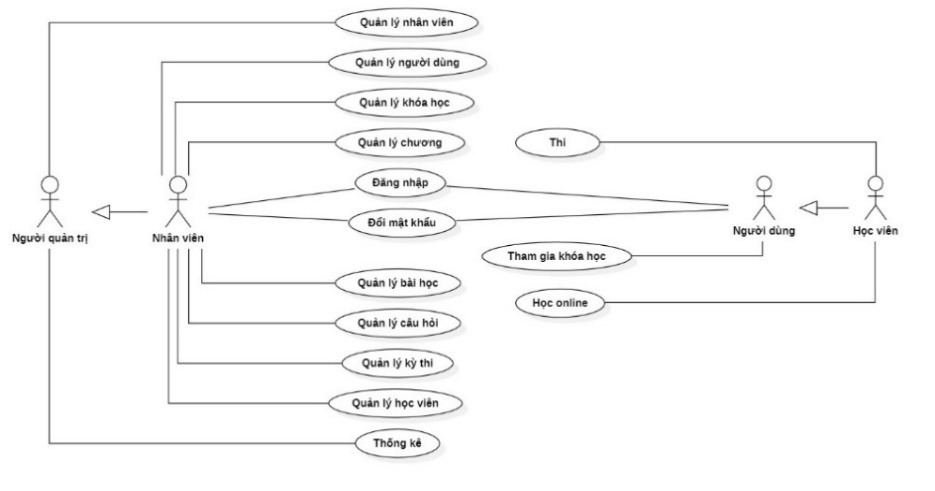 Quản lý nhân viên
Quản lý người dùng
Quản lý khóa học
Quản lý chương
Thi
Đăng nhập
Đổi mật khẩu
Người quản trị
Nhân viên
Người dùng
Học viên
Tham gia khóa học
Quản lý bài học
Học online
Quản lý câu hỏi
Quản lý kỳ thi
Quản lý học viên
Thống kê